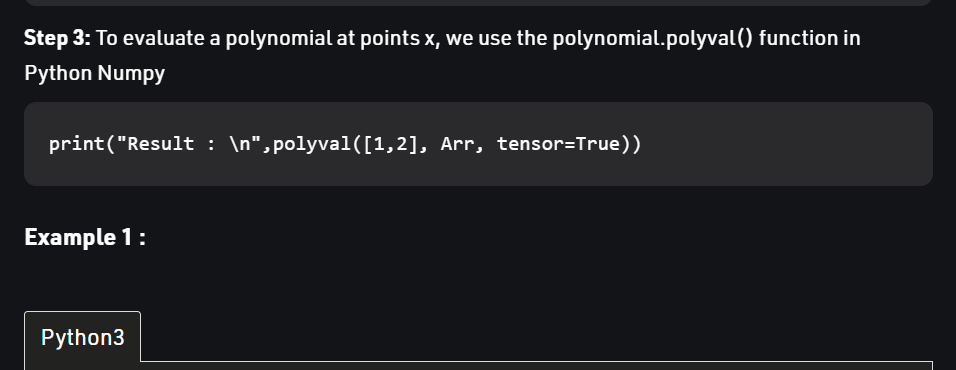 Step 3: To evaluate a polynomial at points x, we use the polynomial.polyval() function in
Python Numpy
print("Result : \n",polyval([1,2], Arr, tensor=True))
Example 1 :
Python3